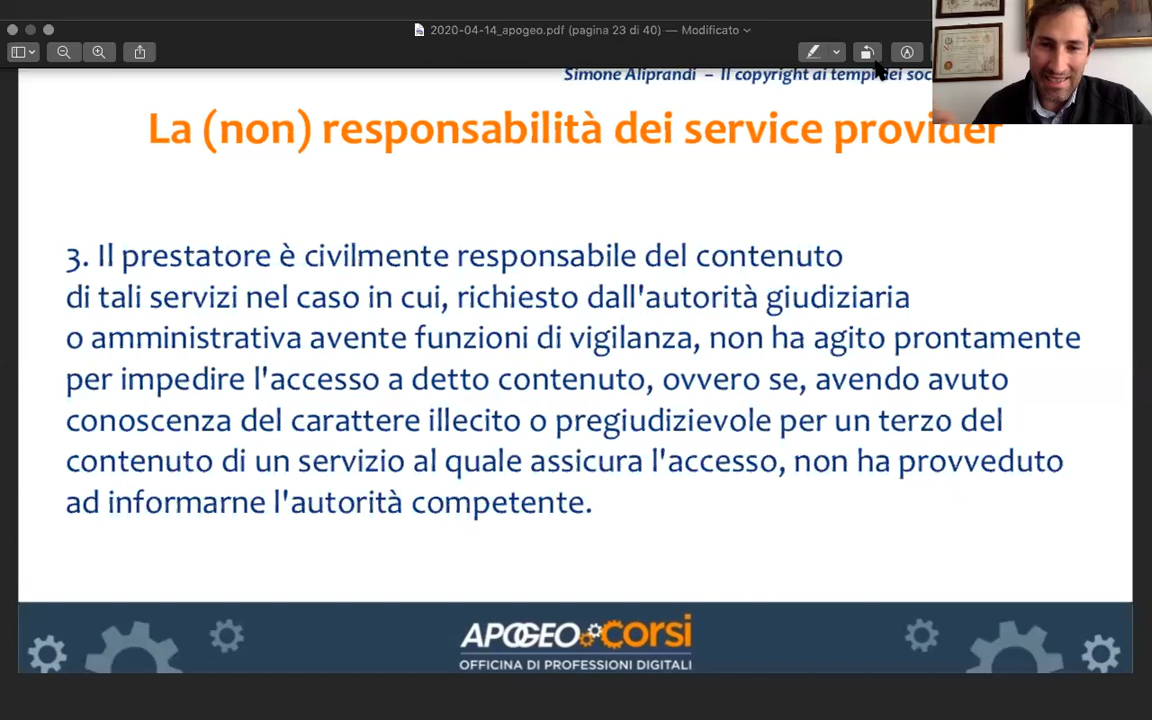 2020-04-14_apogeo.pdf (pagina 23 di 40) — Modificato
Simone Aliprandi – Il copyright ai tempi dei soc
La (non) responsabilità dei service provider
3. Il prestatore è civilmente responsabile del contenuto
di tali servizi nel caso in cui, richiesto dall'autorità giudiziaria
o amministrativa avente funzioni di vigilanza, non ha agito prontamente
per impedire l'accesso a detto contenuto, ovvero se, avendo avuto
conoscenza del carattere illecito o pregiudizievole per un terzo del
contenuto di un servizio al quale assicura l'accesso, non ha provveduto
ad informarne l'autorità competente.
APOGEO CORSI
OFFICINA DI PROFESSIONI DIGITALI